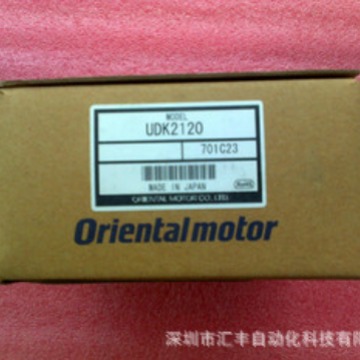 MODEL
UDK2120
701C23
MADE IN JAPAN
RoHS
ORIENTAL MOTOR CO., LTD.
Orientalmotor
深圳市汇丰自动化科技有限